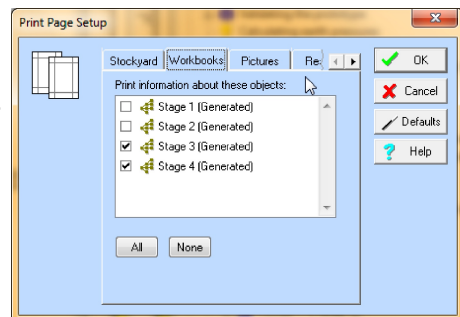 Print Page Setup
Stockyard Workbooks Pictures
OK
Print information about these objects:
Cancel
Stage 1 (Generated)
Stage 2 (Generated)
Defaults
Stage 3 (Generated)
Help
Stage 4 (Generated)
All None